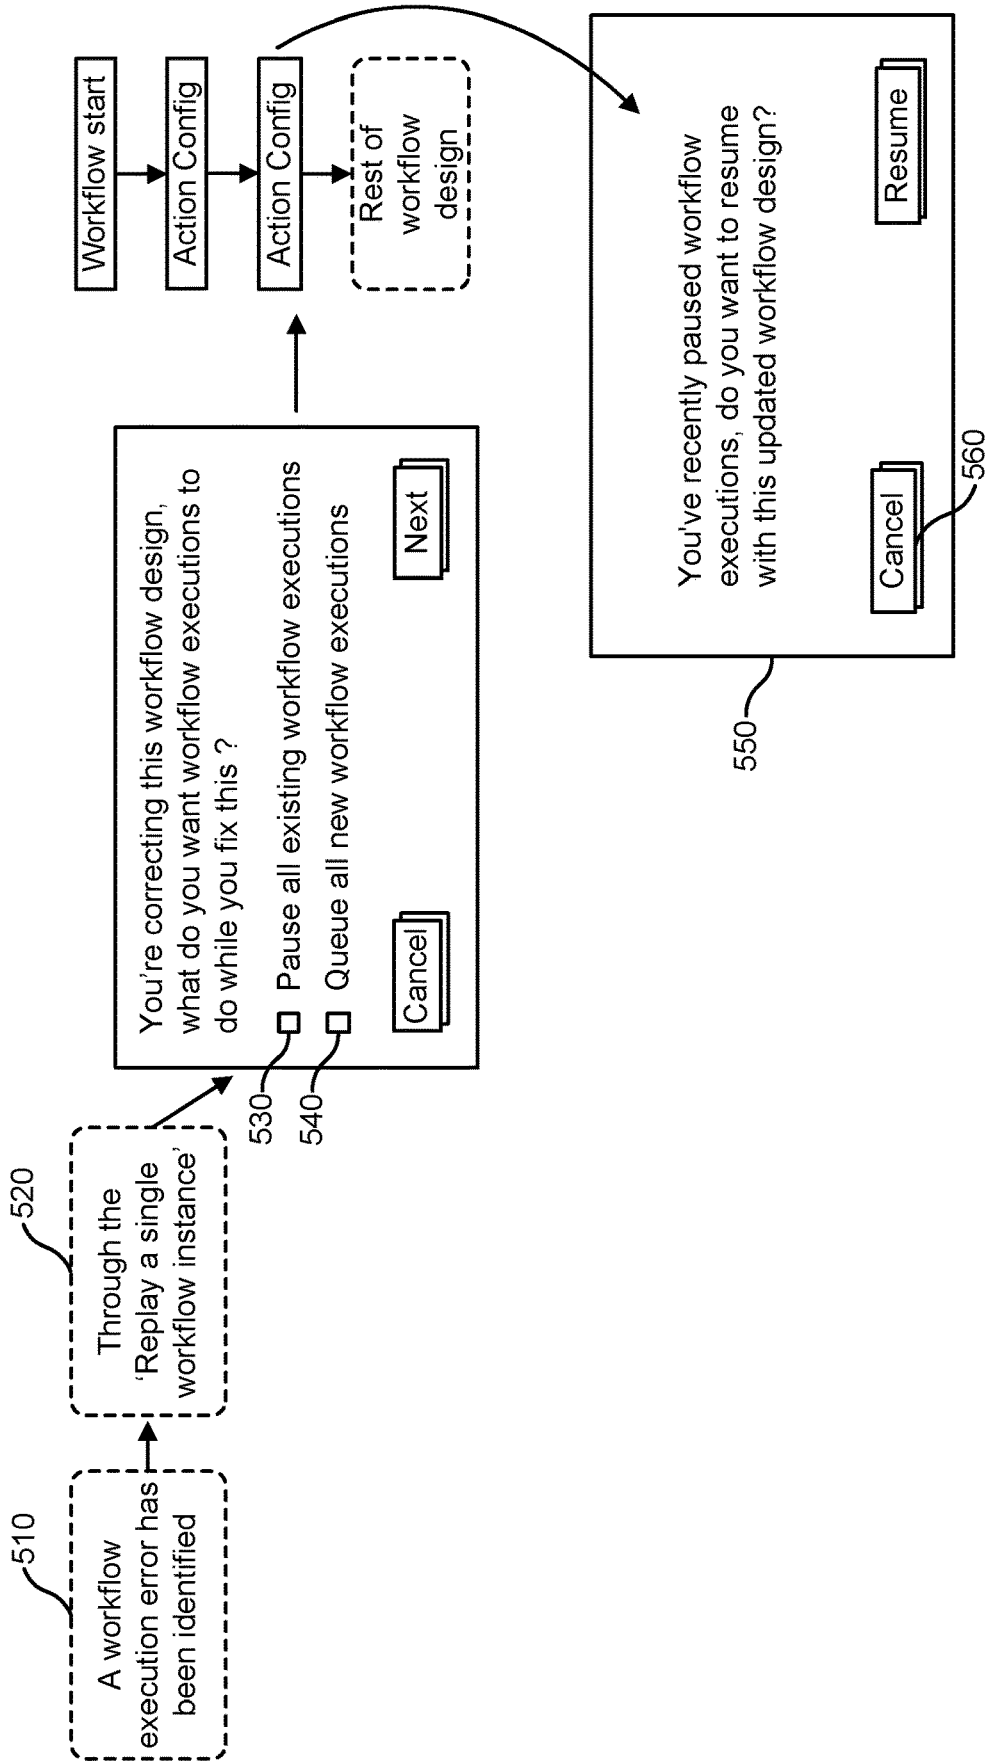 510
A workflow
execution error has
been identified
520
Through the
‘Replay a single
workflow instance’
You're correcting this workflow design,
what do you want workflow executions to
do while you fix this ?
530
Pause all existing workflow executions
540
Queue all new workflow executions
Cancel
Next
Workflow start
Action Config
Action Config
Rest of
workflow
design
550
You've recently paused workflow
executions, do you want to resume
with this updated workflow design?
Cancel
Resume
560